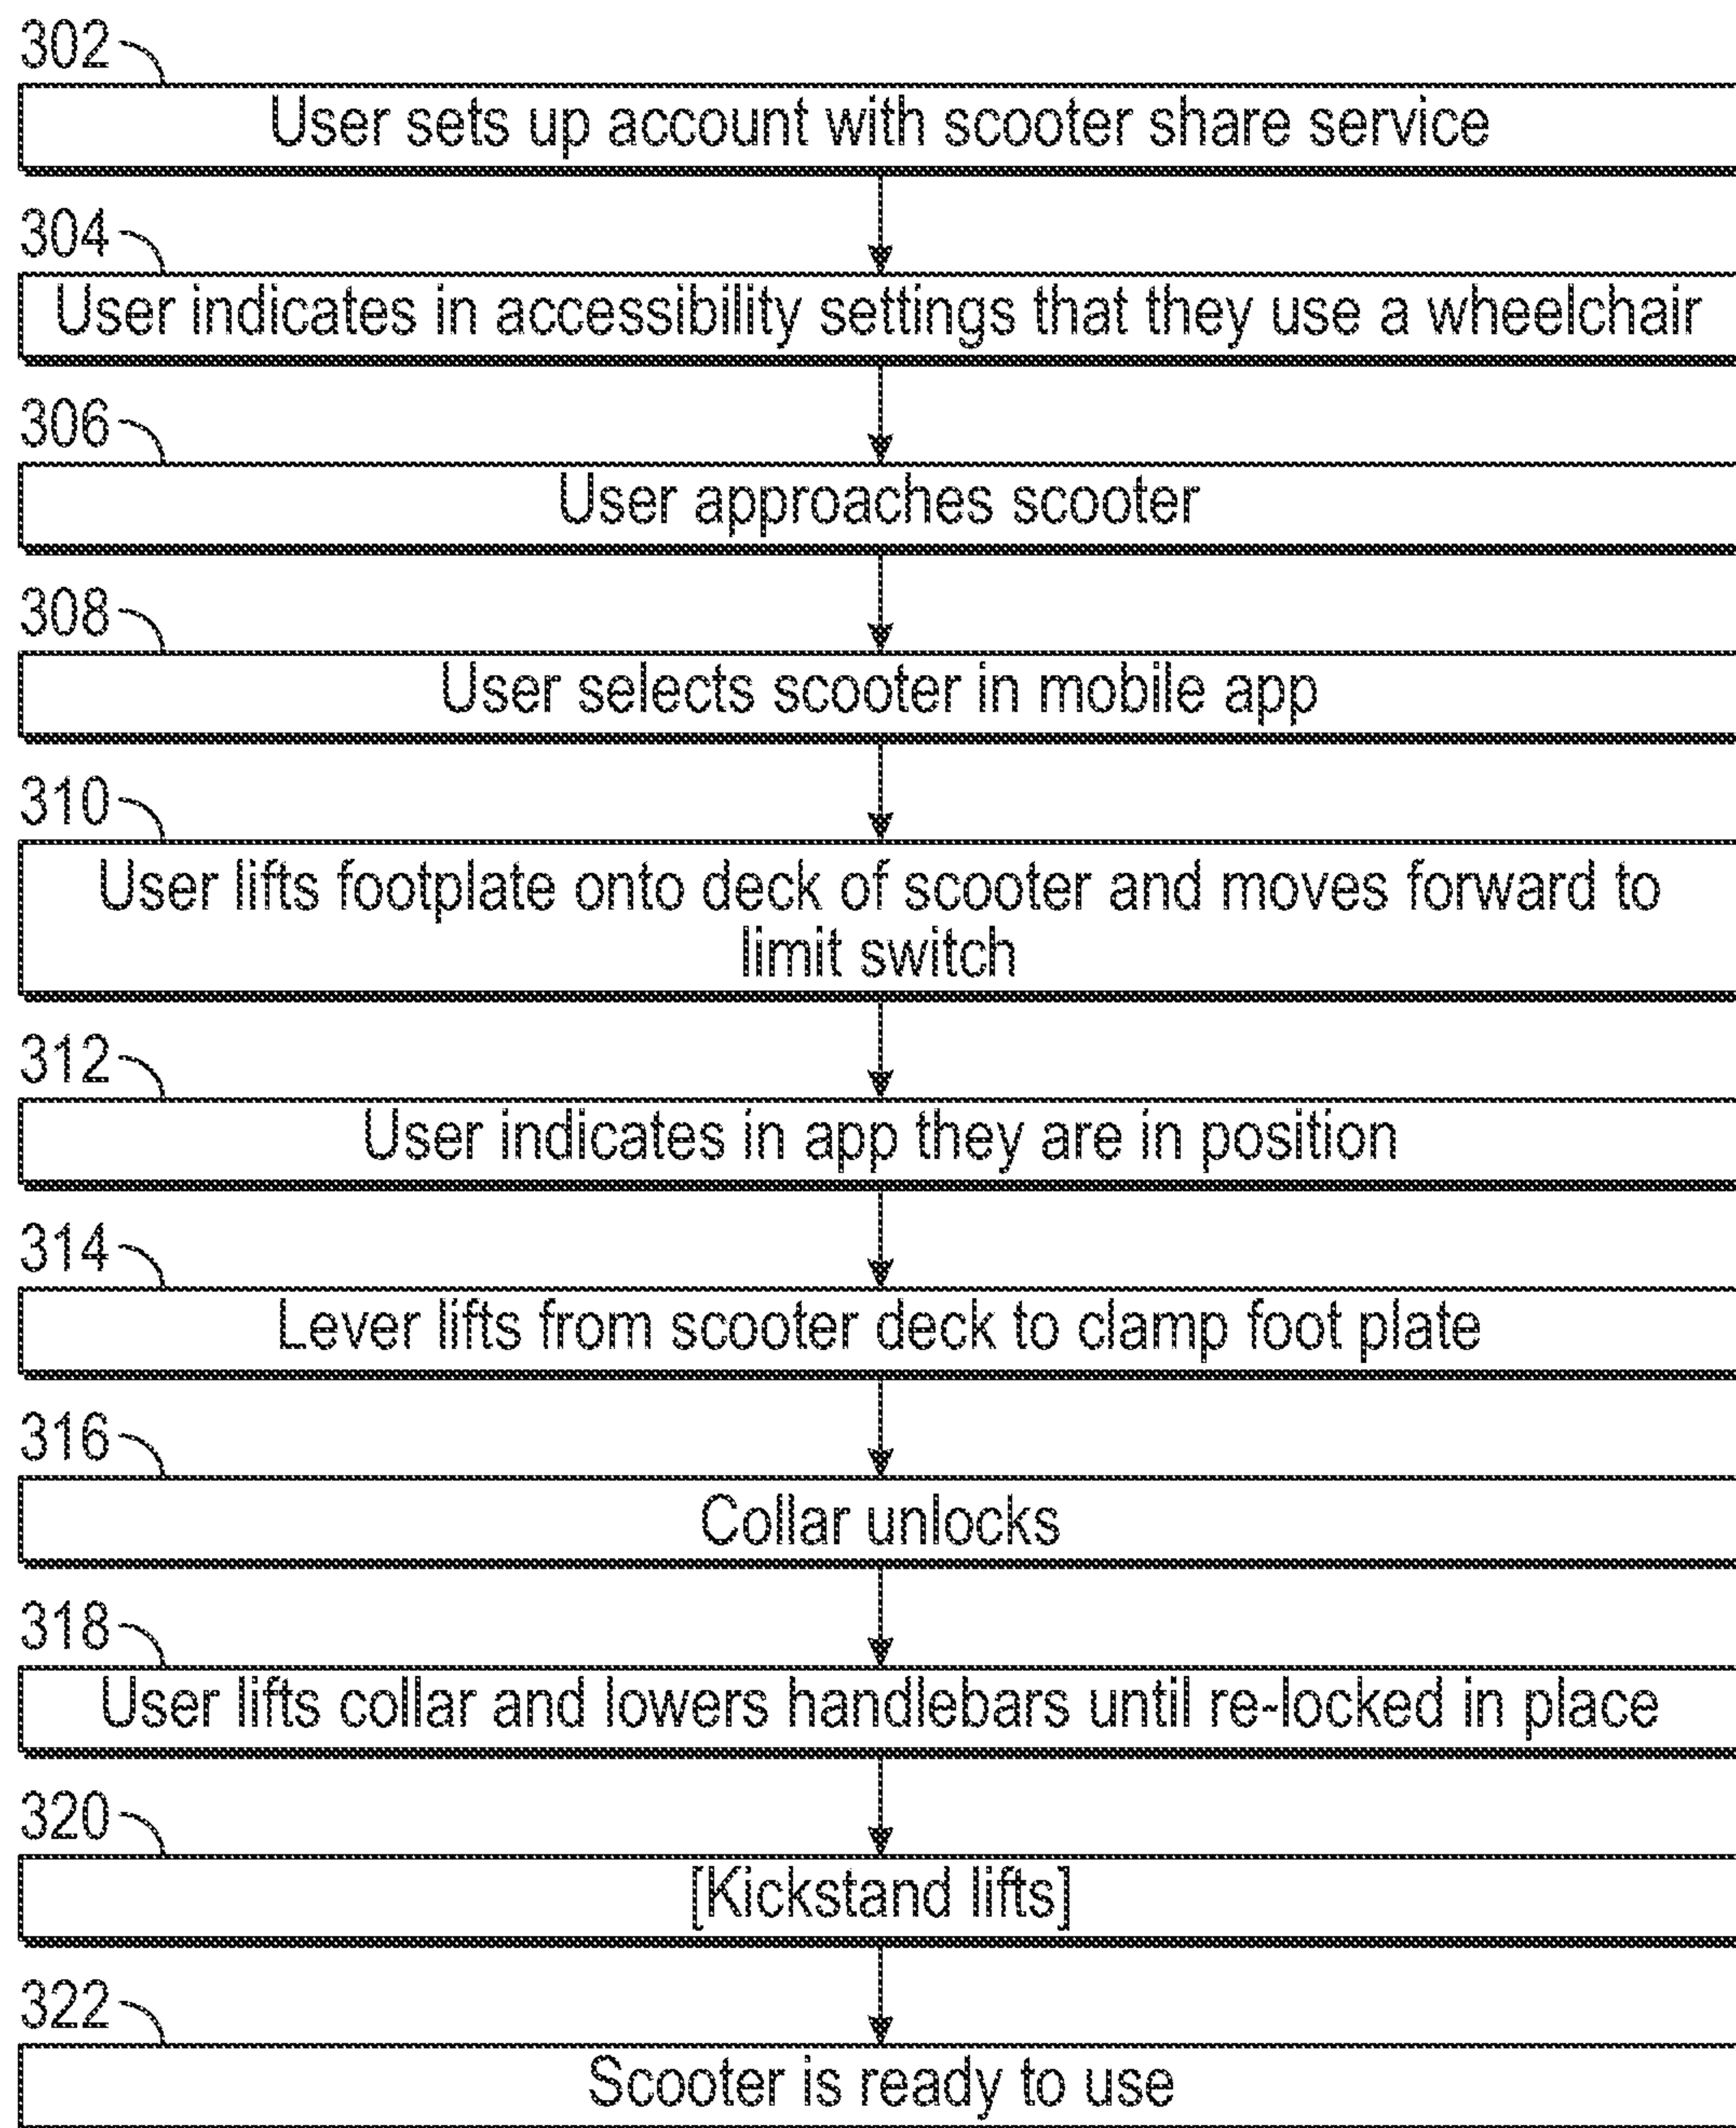 302
User sets up account with scooter share service
304
User indicates in accessibility settings that they use a wheelchair
306
User approaches scooter
308
User selects scooter in mobile app
310
User lifts footplate onto deck of scooter and moves forward to
limit switch
312
User indicates in app they are in position
314
Lever lifts from scooter deck to clamp foot plate
316
Collar unlocks
318
User lifts collar and lowers handlebars until re-locked in place
320
[Kickstand lifts]
322
Scooter is ready to use